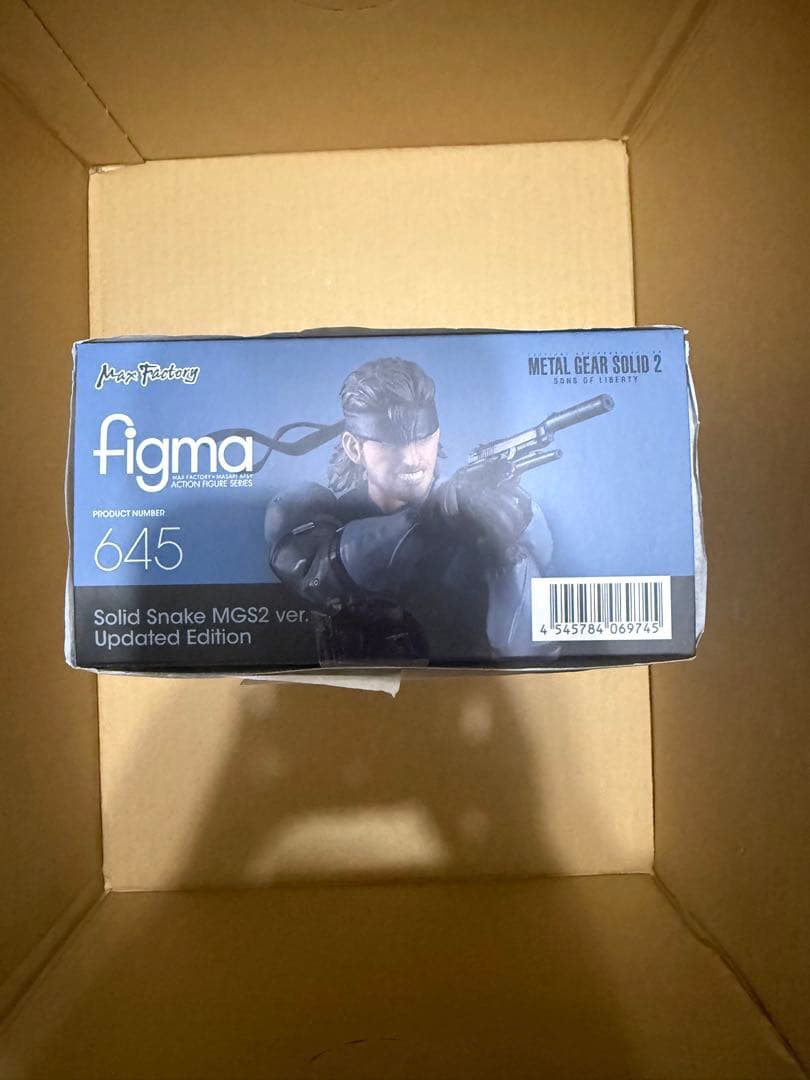 Max Factory
METAL GEAR SOLID 2
SONS OF LIBERTY
figma
MAX FACTORY × MASAKI APSY
ACTION FIGURE SERIES
PRODUCT NUMBER
645
Solid Snake MGS2 ver.
Updated Edition
4 545784 069745